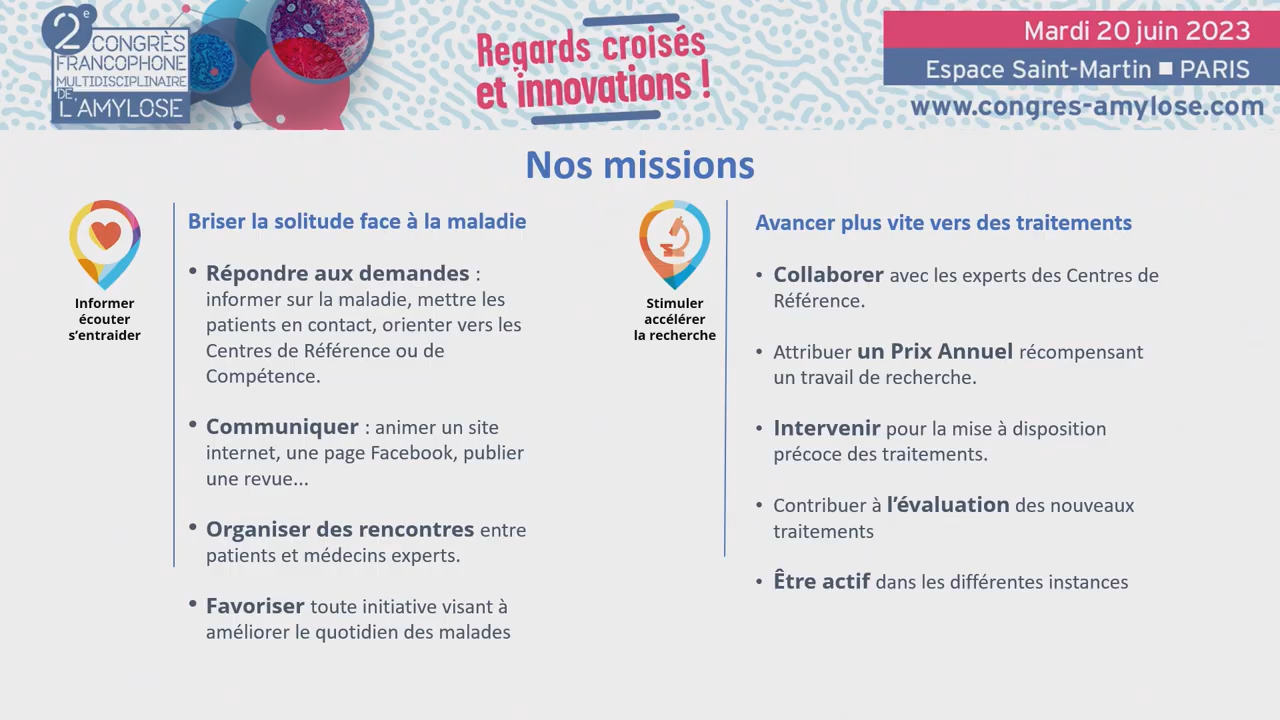 2e
CONGRÈS
FRANCOPHONE
MULTIDISCIPLINAIRE
DE
L'AMYLOSE
Regards croisés
et innovations !
Mardi 20 juin 2023
Espace Saint-Martin ■ PARIS
www.congres-amylose.com
Nos missions
Informer
écouter
s'entraider
Briser la solitude face à la maladie
• Répondre aux demandes :
informer sur la maladie, mettre les
patients en contact, orienter vers les
Centres de Référence ou de
Compétence.
• Communiquer : animer un site
internet, une page Facebook, publier
une revue...
• Organiser des rencontres entre
patients et médecins experts.
• Favoriser toute initiative visant à
améliorer le quotidien des malades
Stimuler
accélérer
la recherche
Avancer plus vite vers des traitements
• Collaborer avec les experts des Centres de
Référence.
• Attribuer un Prix Annuel récompensant
un travail de recherche.
• Intervenir pour la mise à disposition
précoce des traitements.
• Contribuer à l'évaluation des nouveaux
traitements
• Être actif dans les différentes instances